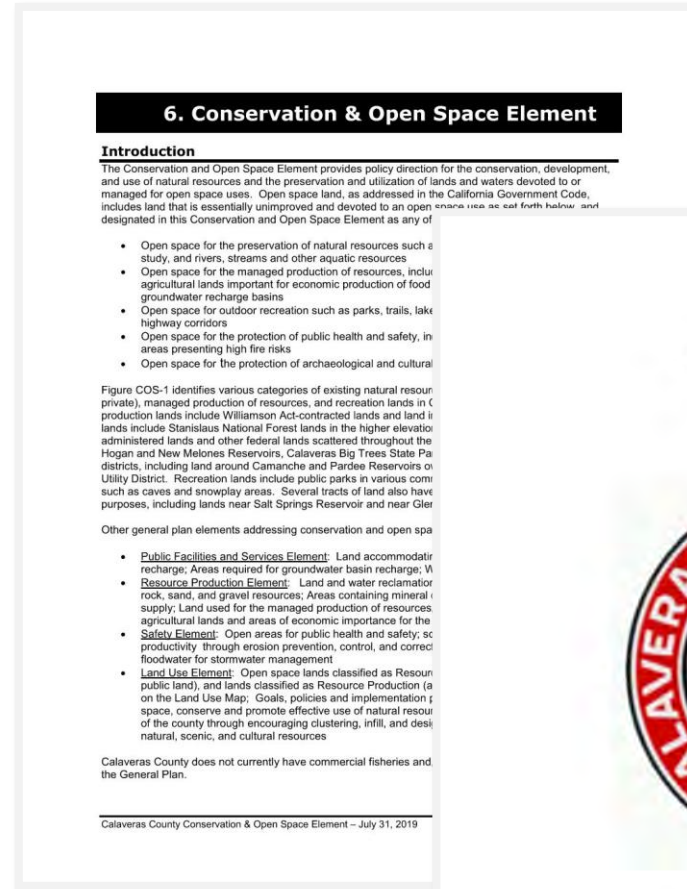 6. Conservation & Open Space Element
Introduction
The Conservation and Open Space Element provides policy direction for the conservation, development,
and use of natural resources and the preservation and utilization of lands and waters devoted to or
managed for open space uses. Open space land, as addressed in the California Government Code,
includes land that is essentially unimproved and devoted to an open space use as set forth below, and
designated in this Conservation and Open Space Element as any of
• Open space for the preservation of natural resources such
study, and rivers, streams and other aquatic resources
• Open space for the managed production of resources,
agricultural lands important for economic production of food
groundwater recharge basins
• Open space for outdoor recreation such as parks, trails,
highway corridors
• Open space for the protection of public health and safety,
areas presenting high fire risks
• Open space for the protection of archaeological and cultural
Figure COS-1 identifies various categories of existing natural
private), managed production of resources, and recreation lands in
production lands include Williamson Act-contracted lands and land
lands include Stanislaus National Forest lands in the higher
administered lands and other federal lands scattered throughout the
Hogan and New Melones Reservoirs, Calaveras Big Trees State
districts, including land around Camanche and Pardee Reservoirs
Utility District. Recreation lands include public parks in various
such as caves and snowplay areas. Several tracts of land also have
purposes, including lands near Salt Springs Reservoir and near
Other general plan elements addressing conservation and open
• Public Facilities and Services Element: Land
recharge; Areas required for groundwater basin recharge;
• Resource Production Element: Land and water reclamation
rock, sand, and gravel resources; Areas containing mineral
supply; Land used for the managed production of resources
agricultural lands and areas of economic importance for the
• Safety Element: Open areas for public health and safety;
productivity through erosion prevention, control, and
floodwater for stormwater management
• Land Use Element: Open space lands classified as
public land), and lands classified as Resource Production
on the Land Use Map; Goals, policies and implementation
space, conserve and promote effective use of natural
of the county through encouraging clustering, infill, and
natural, scenic, and cultural resources
Calaveras County does not currently have commercial fisheries and
the General Plan.
Calaveras County Conservation & Open Space Element – July 31, 2019
ALAVERA